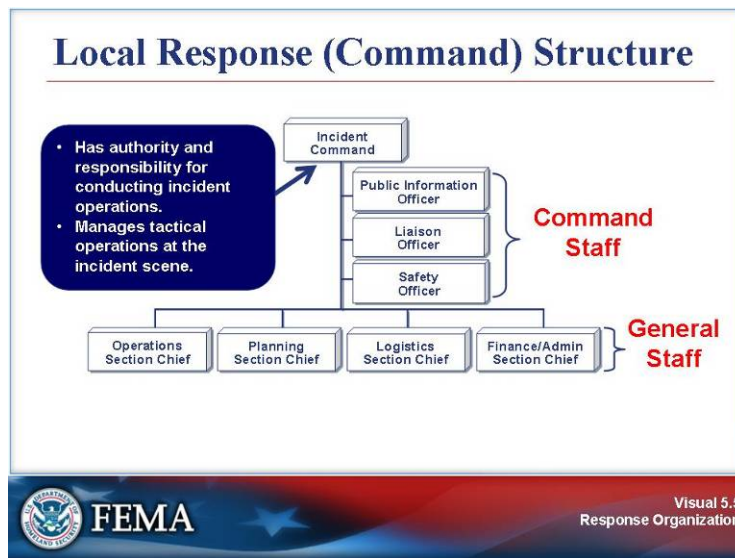 Local Response (Command) Structure
• Has authority and
responsibility for
conducting incident
operations.
• Manages tactical
operations at the
incident scene.
Incident
Command
Public Information
Officer
Liaison
Officer
Safety
Officer
Command
Staff
Operations
Section Chief
Planning
Section Chief
Logistics
Section Chief
Finance/Admin
Section Chief
General
Staff
FEMA
Visual 5.5
Response Organization